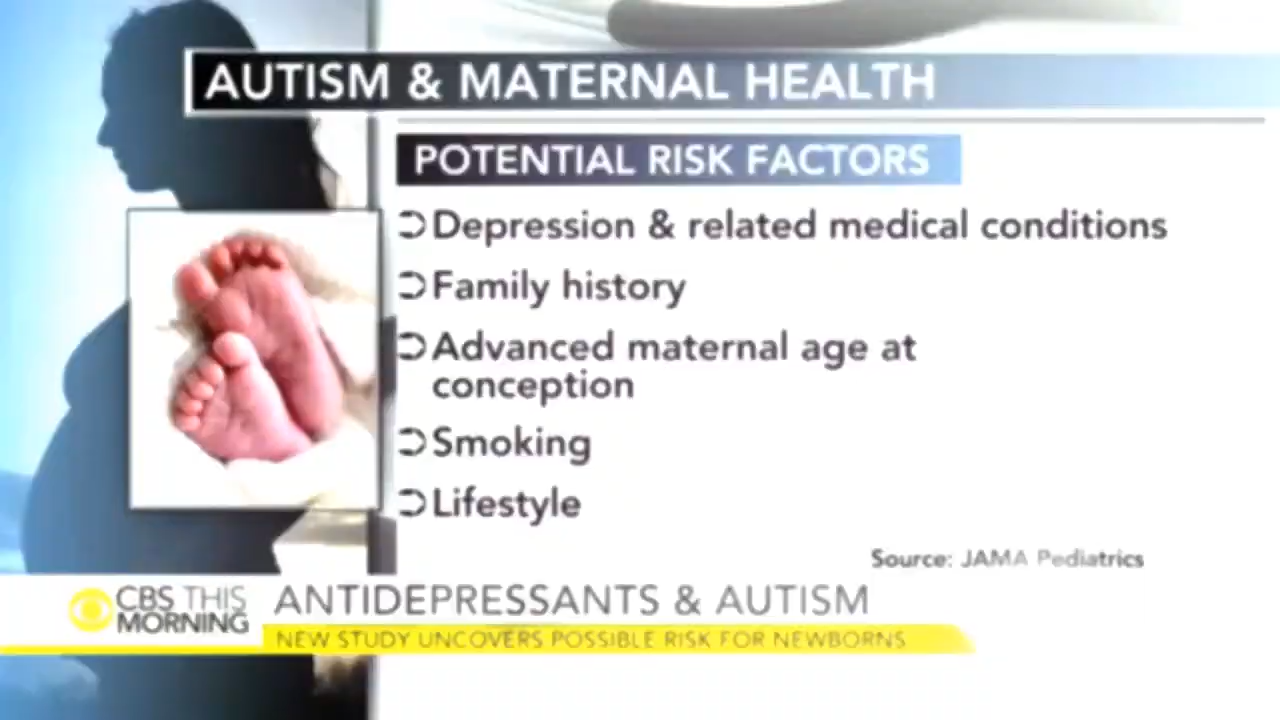 AUTISM & MATERNAL HEALTH
POTENTIAL RISK FACTORS
Depression & related medical conditions
Family history
Advanced maternal age at
conception
Smoking
Lifestyle
Source: JAMA Pediatrics
CBS THIS
MORNING
ANTIDEPRESSANTS & AUTISM
NEW STUDY UNCOVERS POSSIBLE RISK FOR NEWBORNS